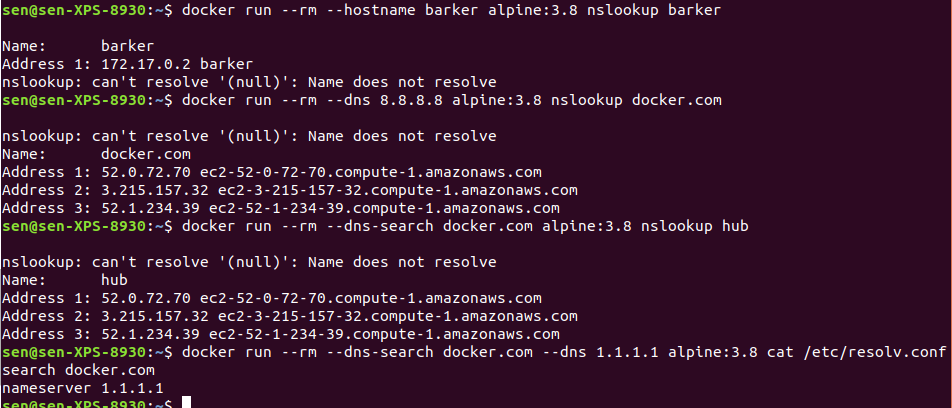 sen@sen-XPS-8930:~$ docker run --rm --hostname barker alpine:3.8 nslookup barker
Name:      barker
Address 1: 172.17.0.2 barker
nslookup: can't resolve '(null)': Name does not resolve
sen@sen-XPS-8930:~$ docker run --rm --dns 8.8.8.8 alpine:3.8 nslookup docker.com
nslookup: can't resolve '(null)': Name does not resolve
Name:      docker.com
Address 1: 52.0.72.70 ec2-52-0-72-70.compute-1.amazonaws.com
Address 2: 3.215.157.32 ec2-3-215-157-32.compute-1.amazonaws.com
Address 3: 52.1.234.39 ec2-52-1-234-39.compute-1.amazonaws.com
sen@sen-XPS-8930:~$ docker run --rm --dns-search docker.com alpine:3.8 nslookup hub
nslookup: can't resolve '(null)': Name does not resolve
Name:      hub
Address 1: 52.0.72.70 ec2-52-0-72-70.compute-1.amazonaws.com
Address 2: 3.215.157.32 ec2-3-215-157-32.compute-1.amazonaws.com
Address 3: 52.1.234.39 ec2-52-1-234-39.compute-1.amazonaws.com
sen@sen-XPS-8930:~$ docker run --rm --dns-search docker.com --dns 1.1.1.1 alpine:3.8 cat /etc/resolv.conf
search docker.com
nameserver 1.1.1.1
sen@sen-XPS-8930:~$